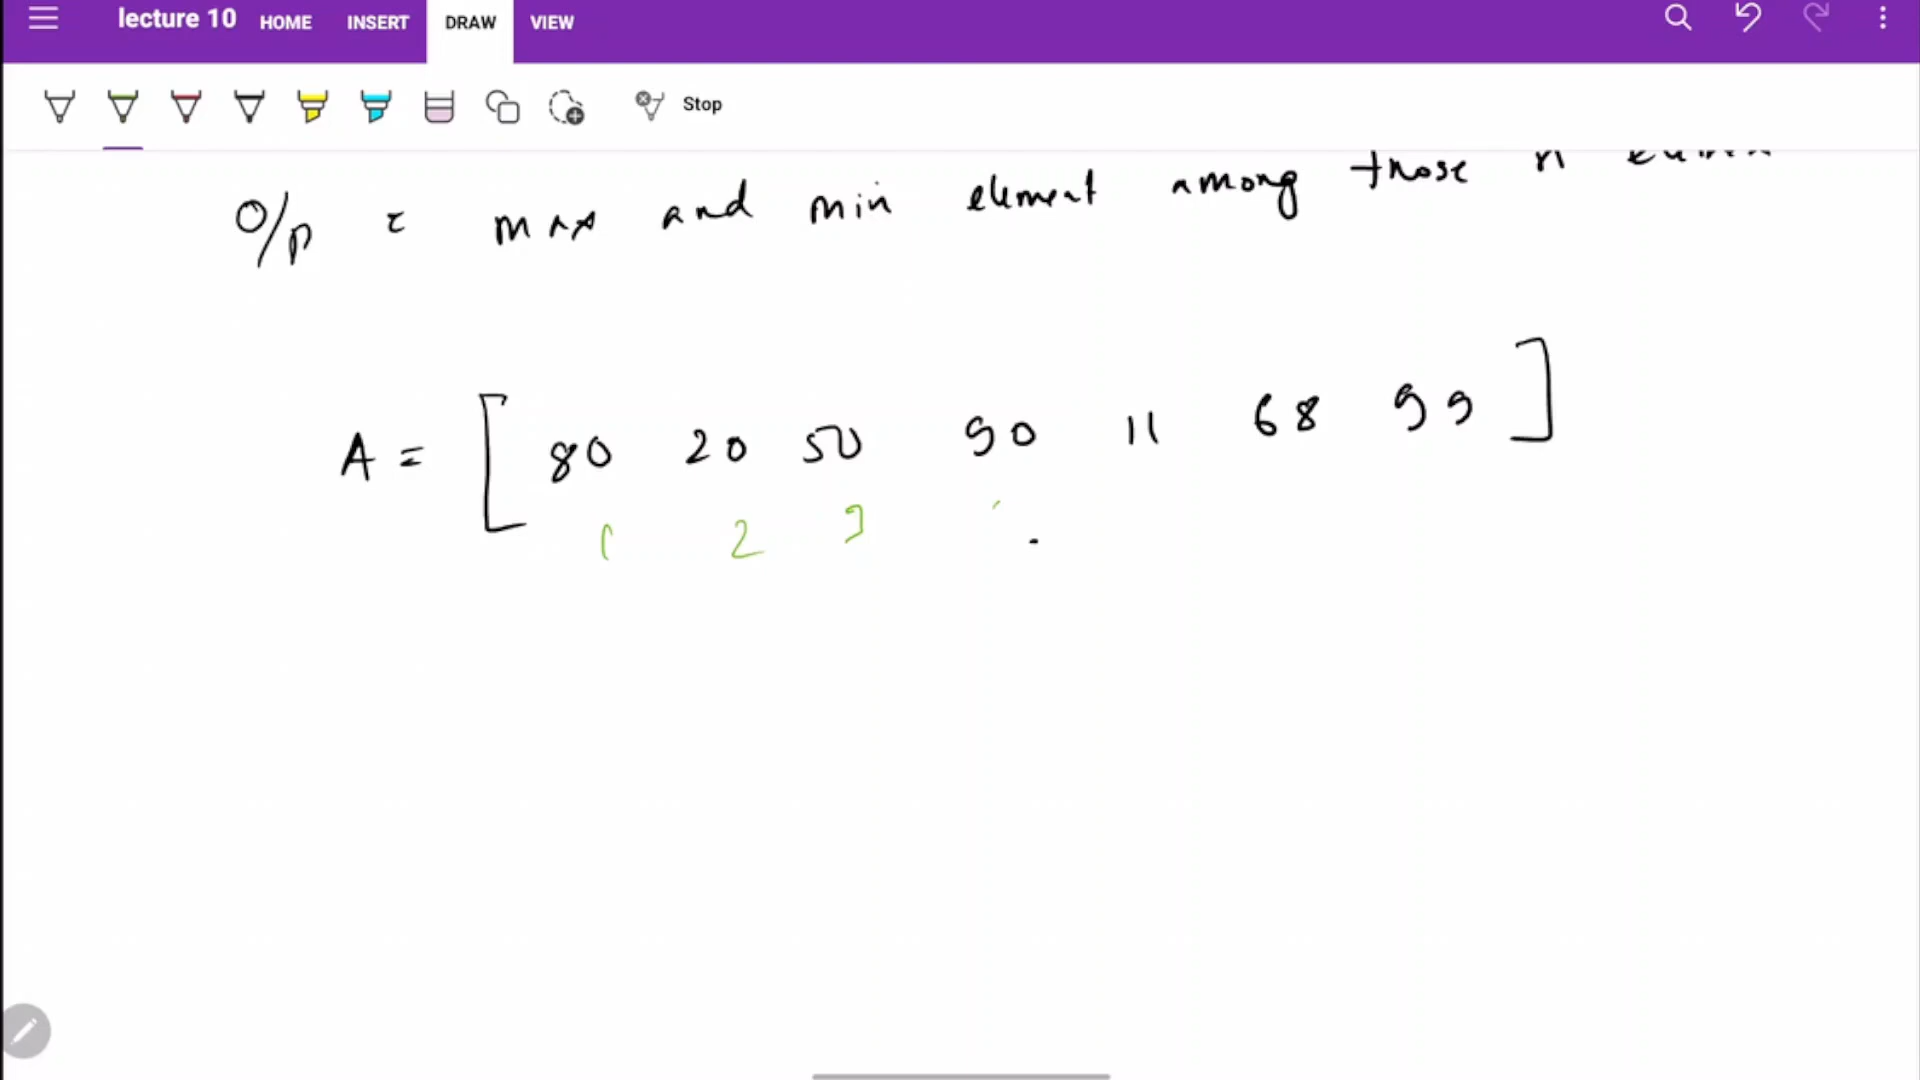 lecture 10 HOME INSERT DRAW VIEW
Stop
O/p = max and min element among those n
A = [ 80 20 50 90 11 68 99 ]
1 2 3